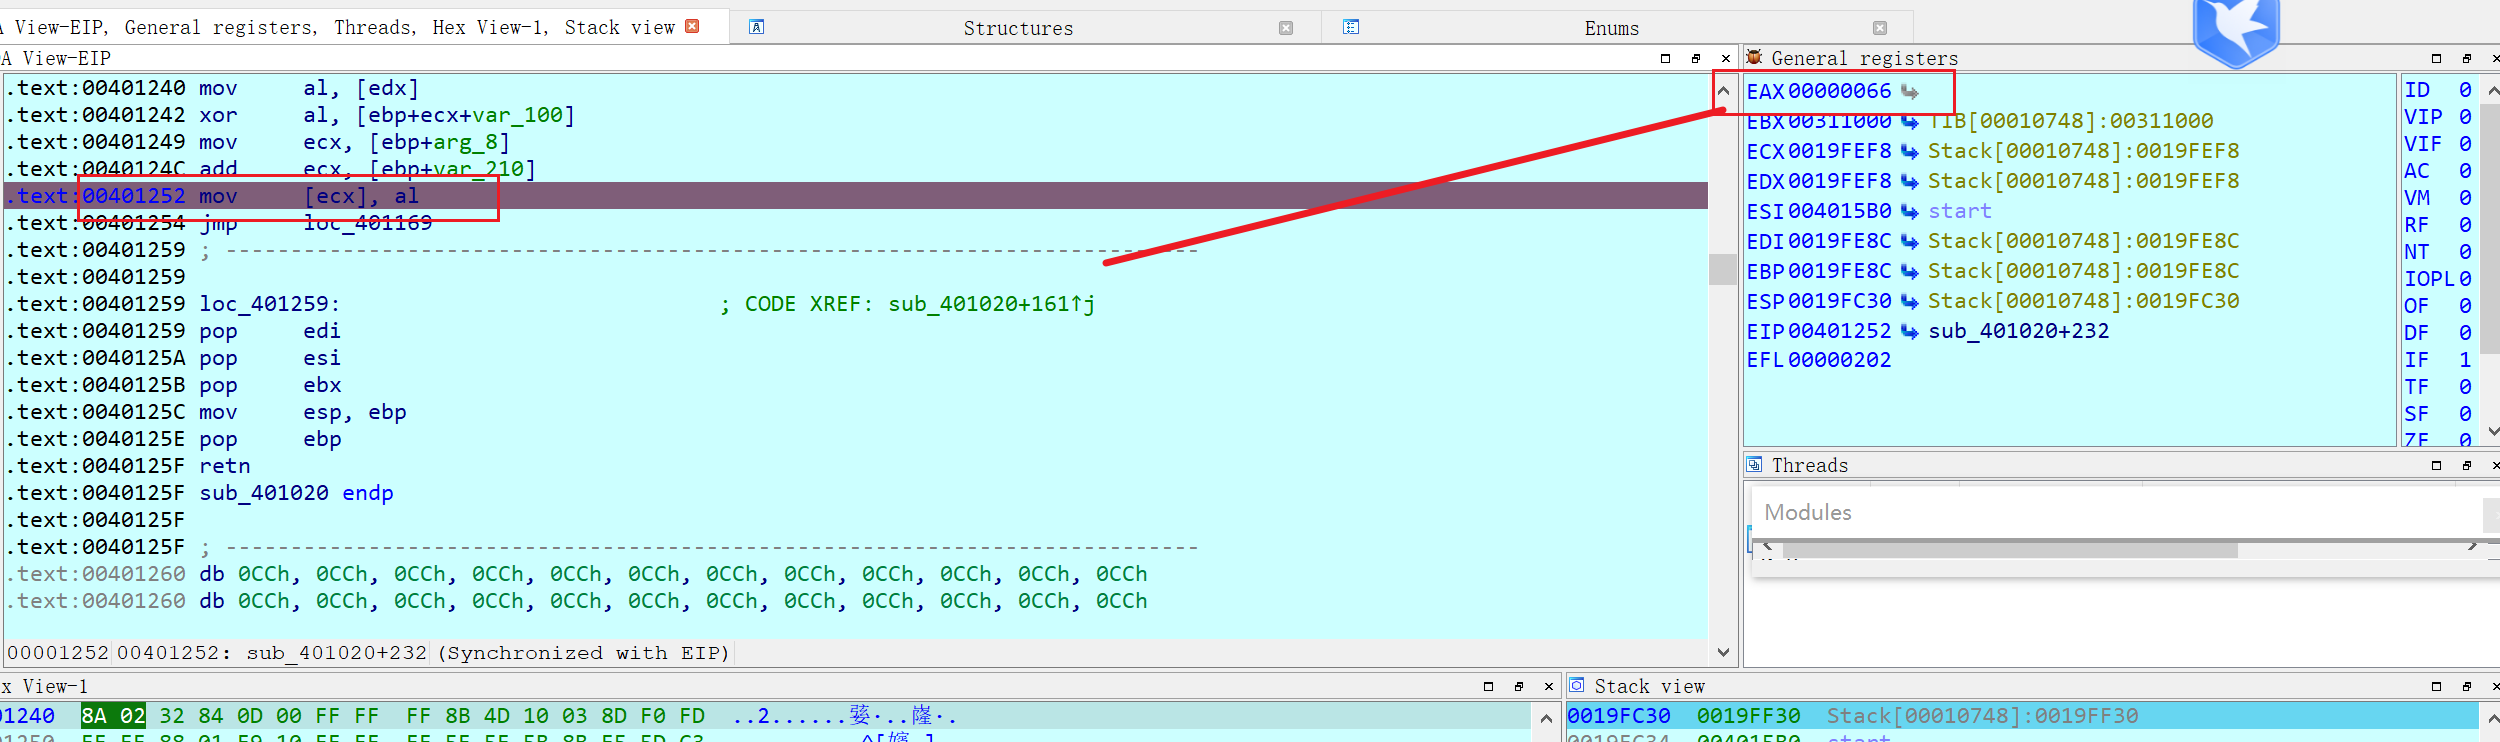 A View-EIP, General registers, Threads, Hex View-1, Stack view
Structures
Enums
A View-EIP
.text:00401240 mov al, [edx]
.text:00401242 xor al, [ebp+ecx+var_100]
.text:00401249 mov ecx, [ebp+arg_8]
.text:0040124C add ecx, [ebp+var_210]
.text:00401252 mov [ecx], al
.text:00401254 jmp loc_401169
.text:00401259 ; ---------------------------------------------------------------------------
.text:00401259
.text:00401259 loc_401259: ; CODE XREF: sub_401020+161↑j
.text:00401259 pop edi
.text:0040125A pop esi
.text:0040125B pop ebx
.text:0040125C mov esp, ebp
.text:0040125E pop ebp
.text:0040125F retn
.text:0040125F sub_401020 endp
.text:0040125F
.text:0040125F ; ---------------------------------------------------------------------------
.text:00401260 db 0CCh, 0CCh, 0CCh, 0CCh, 0CCh, 0CCh, 0CCh, 0CCh, 0CCh, 0CCh, 0CCh, 0CCh
.text:00401260 db 0CCh, 0CCh, 0CCh, 0CCh, 0CCh, 0CCh, 0CCh, 0CCh, 0CCh, 0CCh, 0CCh, 0CCh
00001252 00401252: sub_401020+232 (Synchronized with EIP)
General registers
EAX 00000066
EBX 00311000 TIB[00010748]:00311000
ECX 0019FEF8 Stack[00010748]:0019FEF8
EDX 0019FEF8 Stack[00010748]:0019FEF8
ESI 004015B0 start
EDI 0019FE8C Stack[00010748]:0019FE8C
EBP 0019FE8C Stack[00010748]:0019FE8C
ESP 0019FC30 Stack[00010748]:0019FC30
EIP 00401252 sub_401020+232
EFL 00000202
ID 0
VIP 0
VIF 0
AC 0
VM 0
RF 0
NT 0
IOPL 0
OF 0
DF 0
IF 1
TF 0
SF 0
ZF 0
Threads
Modules
x View-1
01240 8A 02 32 84 0D 00 FF FF FF 8B 4D 10 03 8D F0 FD
Stack view
0019FC30 0019FF30 Stack[00010748]:0019FF30
0019FC34 004015B0 start